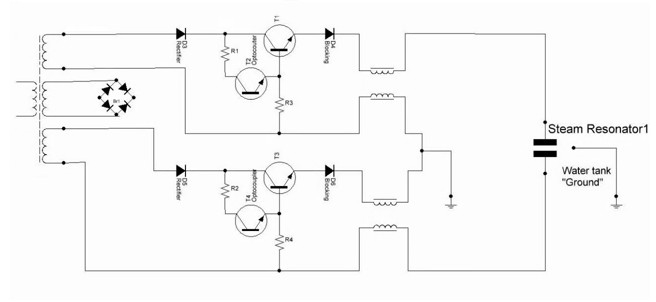 T1
D3
Rectifier
R1
T2
Optocoupler
D4
Blocking
Br1
R3
Steam Resonator1
T3
Water tank
"Ground"
D5
Rectifier
R2
T4
Optocoupler
D6
Blocking
R4